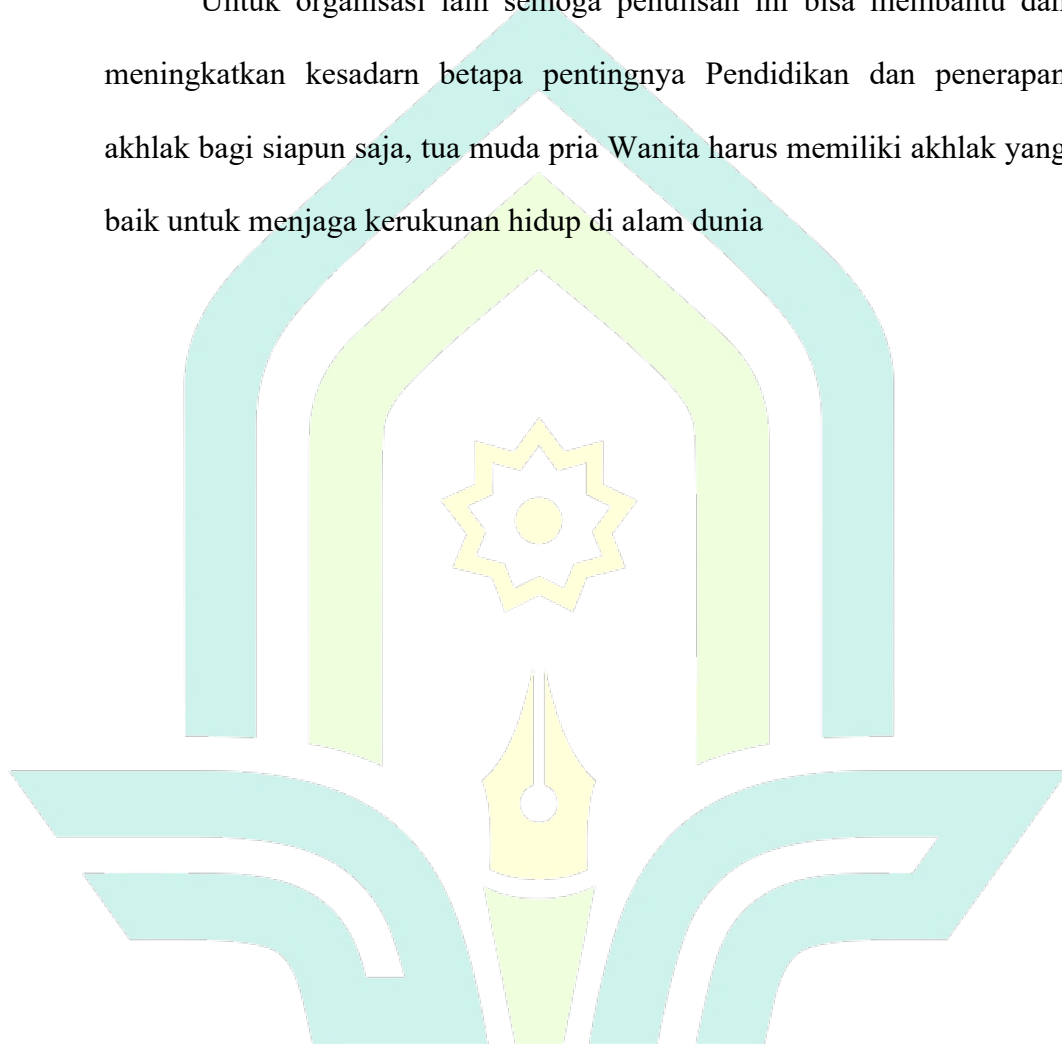 Untuk organisasi lain semoga penulisan ini bisa membantu dan
meningkatkan kesadarn betapa pentingnya Pendidikan dan penerapan
akhlak bagi siapun saja, tua muda pria Wanita harus memiliki akhlak yang
baik untuk menjaga kerukunan hidup di alam dunia